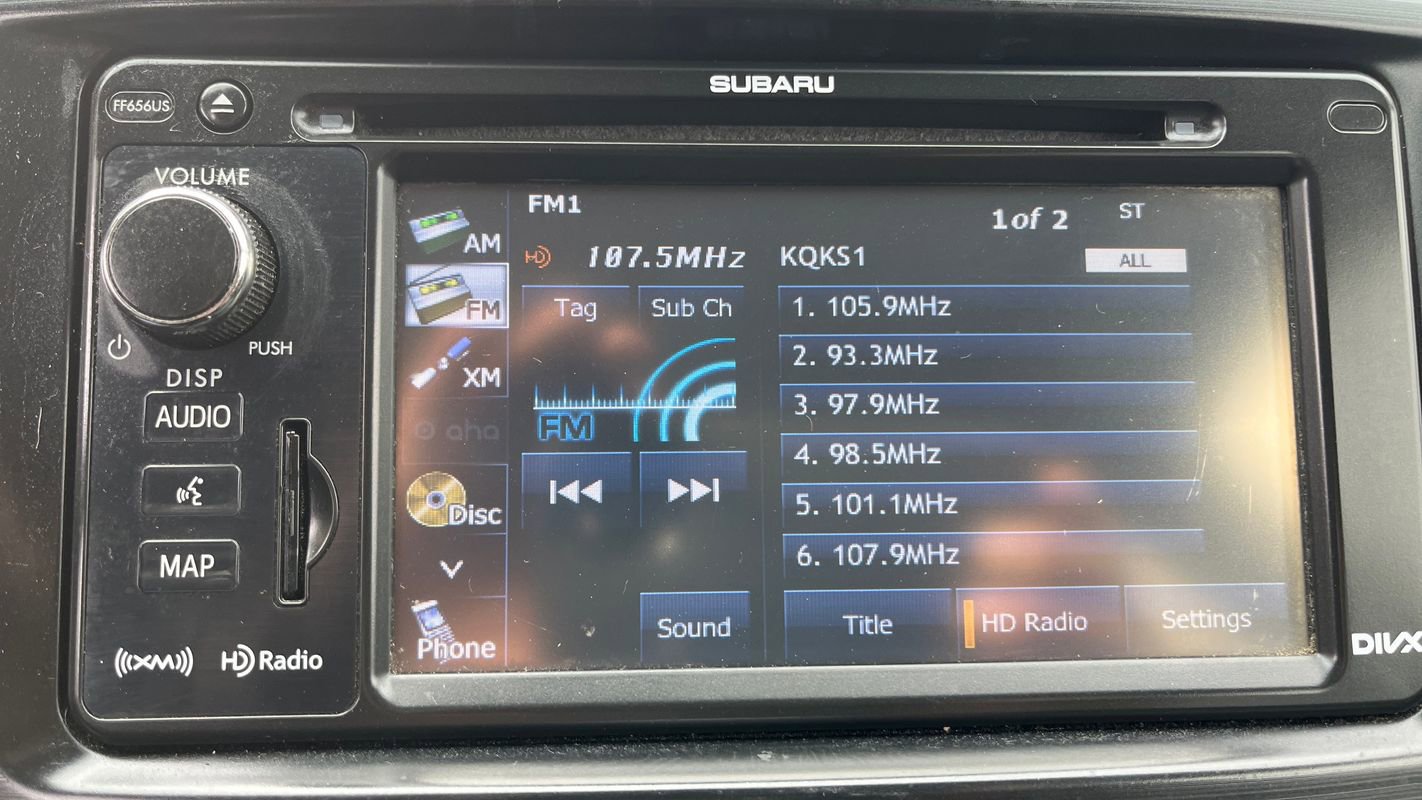 SUBARU
FF656US
VOLUME
PUSH
DISP
AUDIO
MAP
((XM))
HD Radio
AM
FM
XM
aha
Disc
Phone
FM1
HD 107.5MHz
Tag
Sub Ch
FM
Sound
1of 2
ST
KQKS1
ALL
1. 105.9MHz
2. 93.3MHz
3. 97.9MHz
4. 98.5MHz
5. 101.1MHz
6. 107.9MHz
Title
HD Radio
Settings
DIVX